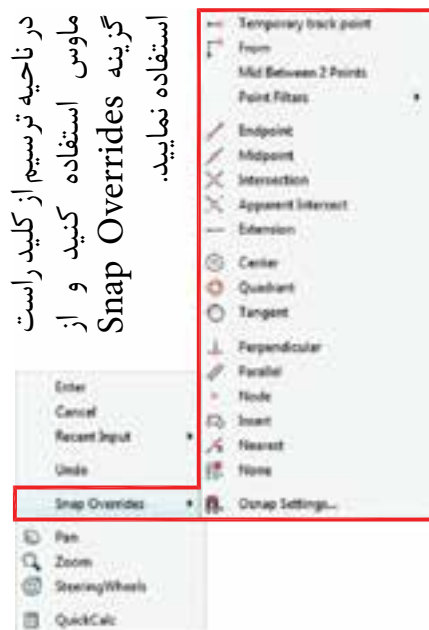 در ناحیه ترسیم از کلید راست
ماوس استفاده کنید و از
گزینه Snap Overrides
استفاده نمایید.
Temporary track point
From
Mid Between 2 Points
Point Filters
Endpoint
Midpoint
Intersection
Apparent Intersect
Extension
Center
Quadrant
Tangent
Perpendicular
Parallel
Node
Insert
Nearest
None
Osnap Settings...
Enter
Cancel
Recent Input
Undo
Snap Overrides
Pan
Zoom
SteeringWheels
QuickCalc